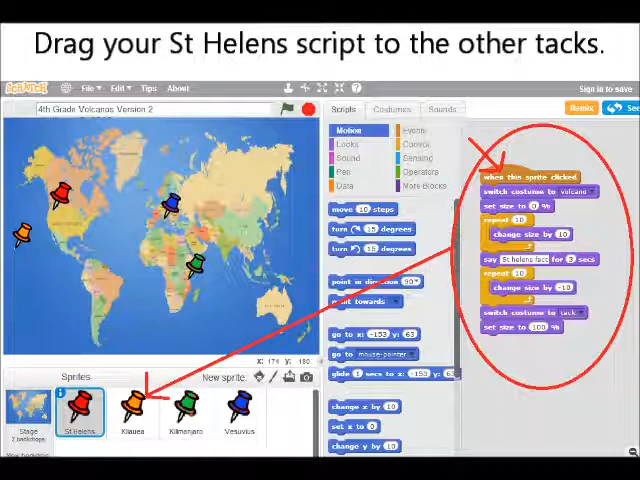 Drag your St Helens script to the other tacks.
SCRATCH File Edit Tips About Sign in to save
4th Grade Volcanos Version 2
Scripts Costumes Sounds Remix See
Motion Events
Looks Control
Sound Sensing
Pen Operators
Data More Blocks
move 10 steps
turn 15 degrees
turn 15 degrees
point in direction 90
point towards
go to x: -153 y: 63
go to mouse-pointer
glide 1 secs to x: -153 y: 63
change x by 10
set x to 0
change y by 10
when this sprite clicked
switch costume to volcano
set size to 0 %
repeat 10
change size by 10
say St helens fact for 3 secs
repeat 10
change size by -10
switch costume to tack
set size to 100 %
x: 174 y: -180
Sprites New sprite:
Stage
2 backdrops
St Helens Kilauea Kilimanjaro Vesuvius